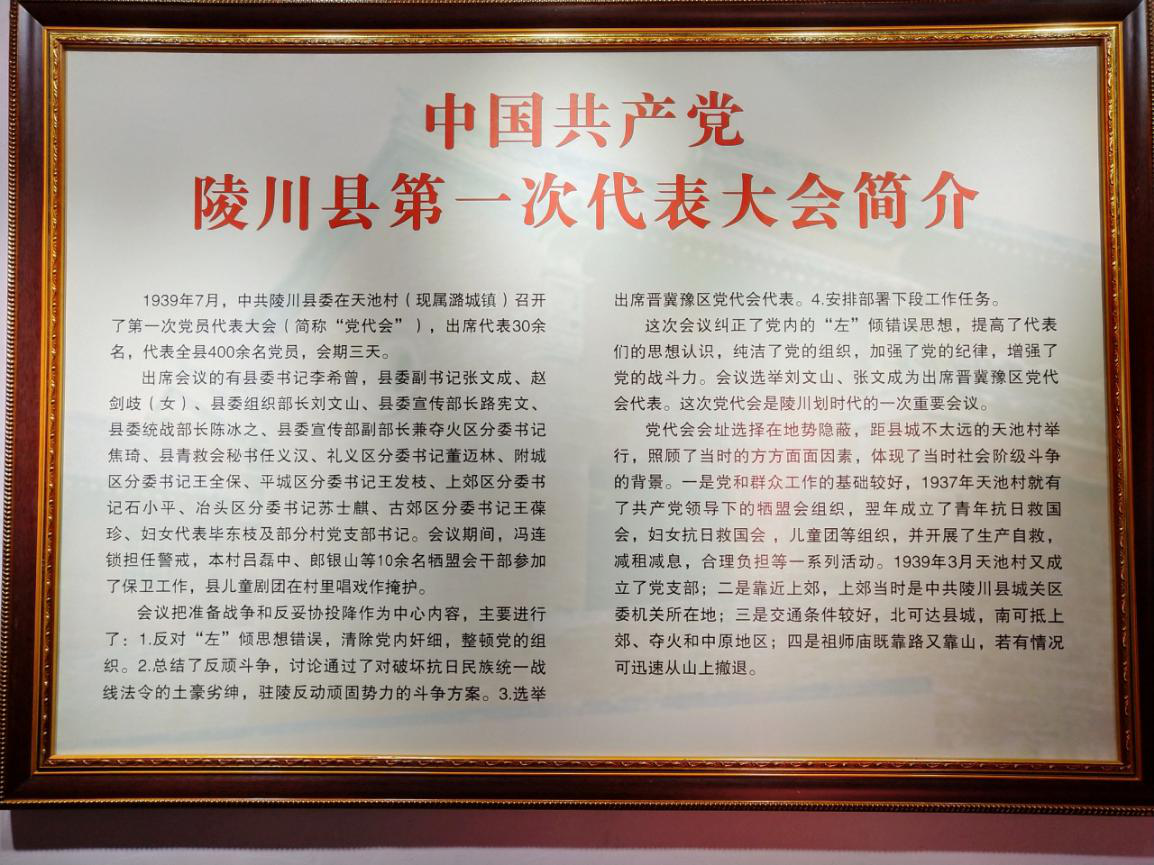 中国共产党
陵川县第一次代表大会简介
1939年7月，中共陵川县委在天池村（现属潞城镇）召开
了第一次党员代表大会（简称“党代会”），出席代表30余
名，代表全县400余名党员，会期三天。
出席会议的有县委书记李希曾，县委副书记张文成、赵
剑歧（女）、县委组织部长刘文山、县委宣传部长路宪文、
县委统战部长陈冰之、县委宣传部副部长兼夺火区分委书记
焦琦、县青救会秘书任义汉、礼义区分委书记董迈林、附城
区分委书记王全保、平城区分委书记王发枝、上郊区分委书
记石小平、冶头区分委书记苏士麒、古郊区分委书记王葆
珍、妇女代表毕东枝及部分村党支部书记。会议期间，冯连
锁担任警戒，本村吕磊中、郎银山等10余名牺盟会干部参加
了保卫工作，县儿童剧团在村里唱戏作掩护。
会议把准备战争和反妥协投降作为中心内容，主要进行
了：1.反对“左”倾思想错误，清除党内奸细，整顿党的组
织。2.总结了反顽斗争，讨论通过了对破坏抗日民族统一战
线法令的土豪劣绅，驻陵反动顽固势力的斗争方案。3.选举
出席晋冀豫区党代会代表。4.安排部署下段工作任务。
这次会议纠正了党内的“左”倾错误思想，提高了代表
们的思想认识，纯洁了党的组织，加强了党的纪律，增强了
党的战斗力。会议选举刘文山、张文成为出席晋冀豫区党代
会代表。这次党代会是陵川划时代的一次重要会议。
党代会会址选择在地势隐蔽，距县城不太远的天池村举
行，照顾了当时的方方面面因素，体现了当时社会阶级斗争
的背景。一是党和群众工作的基础较好，1937年天池村就有
了共产党领导下的牺盟会组织，翌年成立了青年抗日救国
会，妇女抗日救国会，儿童团等组织，并开展了生产自救，
减租减息，合理负担等一系列活动。1939年3月天池村又成
立了党支部；二是靠近上郊，上郊当时是中共陵川县城关区
委机关所在地；三是交通条件较好，北可达县城，南可抵上
郊、夺火和中原地区；四是祖师庙既靠路又靠山，若有情况
可迅速从山上撤退。